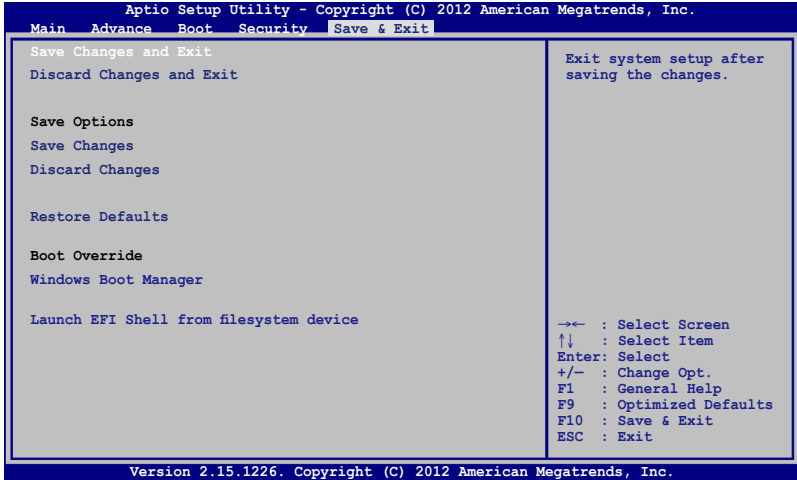 Aptio Setup Utility - Copyright (C) 2012 American Megatrends, Inc.
Main Advance Boot Security Save & Exit
Save Changes and Exit
Discard Changes and Exit
Save Options
Save Changes
Discard Changes
Restore Defaults
Boot Override
Windows Boot Manager
Launch EFI Shell from filesystem device
Exit system setup after
saving the changes.
→← : Select Screen
↑↓ : Select Item
Enter: Select
+/— : Change Opt.
F1 : General Help
F9 : Optimized Defaults
F10 : Save & Exit
ESC : Exit
Version 2.15.1226. Copyright (C) 2012 American Megatrends, Inc.